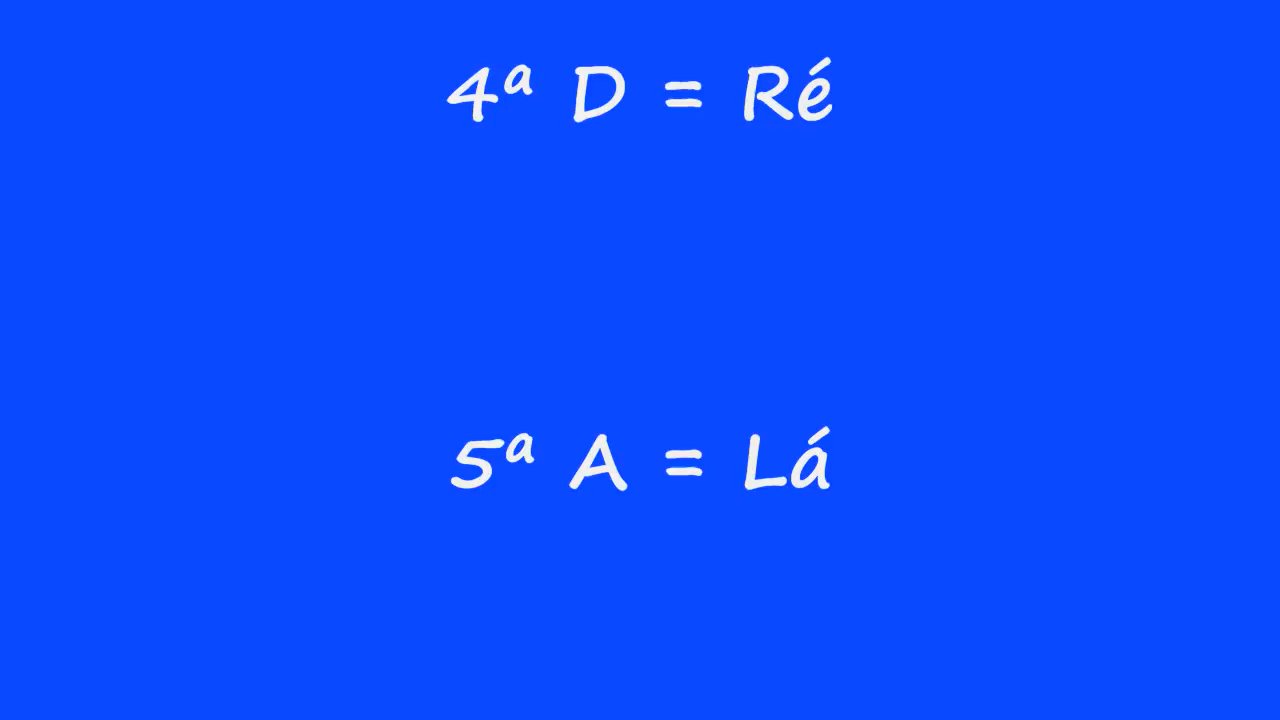 4ª D = Ré
5ª A = Lá